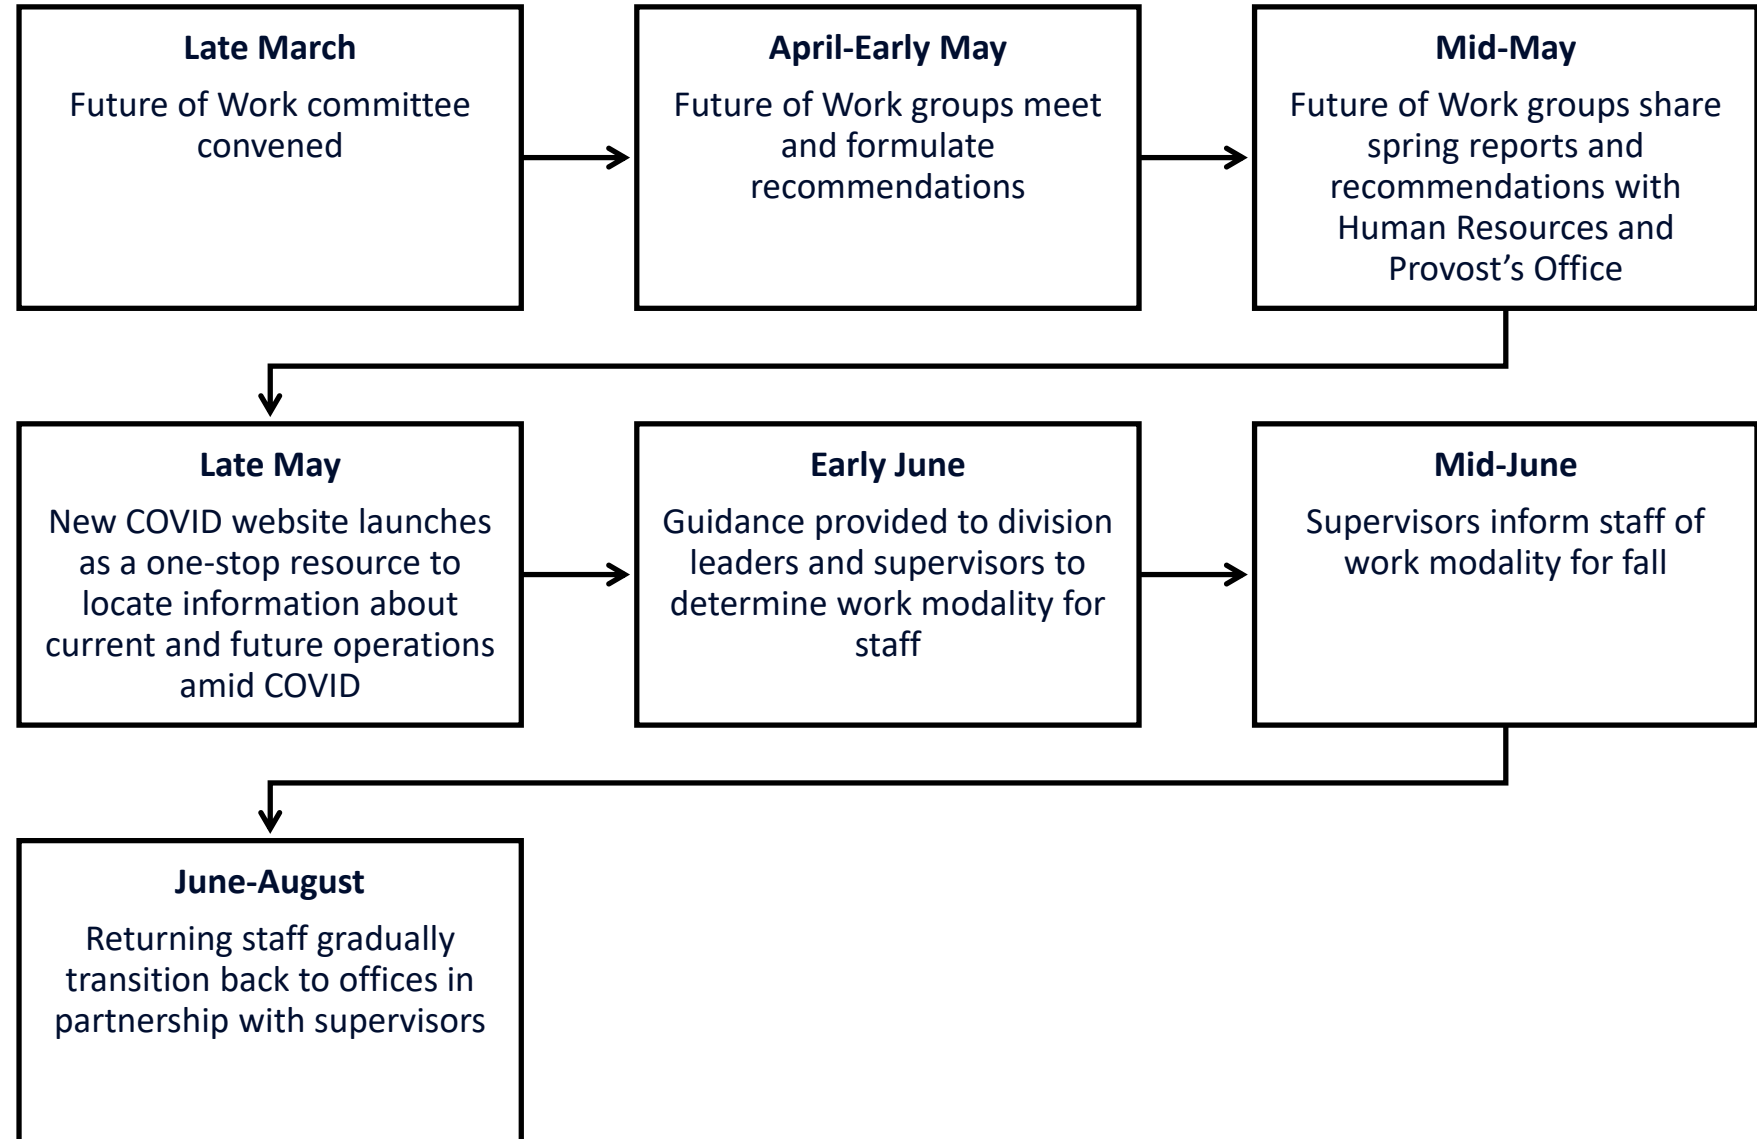 Late March
Future of Work committee
convened
April-Early May
Future of Work groups meet
and formulate
recommendations
Mid-May
Future of Work groups share
spring reports and
recommendations with
Human Resources and
Provost’s Office
Late May
New COVID website launches
as a one-stop resource to
locate information about
current and future operations
amid COVID
Early June
Guidance provided to division
leaders and supervisors to
determine work modality for
staff
Mid-June
Supervisors inform staff of
work modality for fall
June-August
Returning staff gradually
transition back to offices in
partnership with supervisors